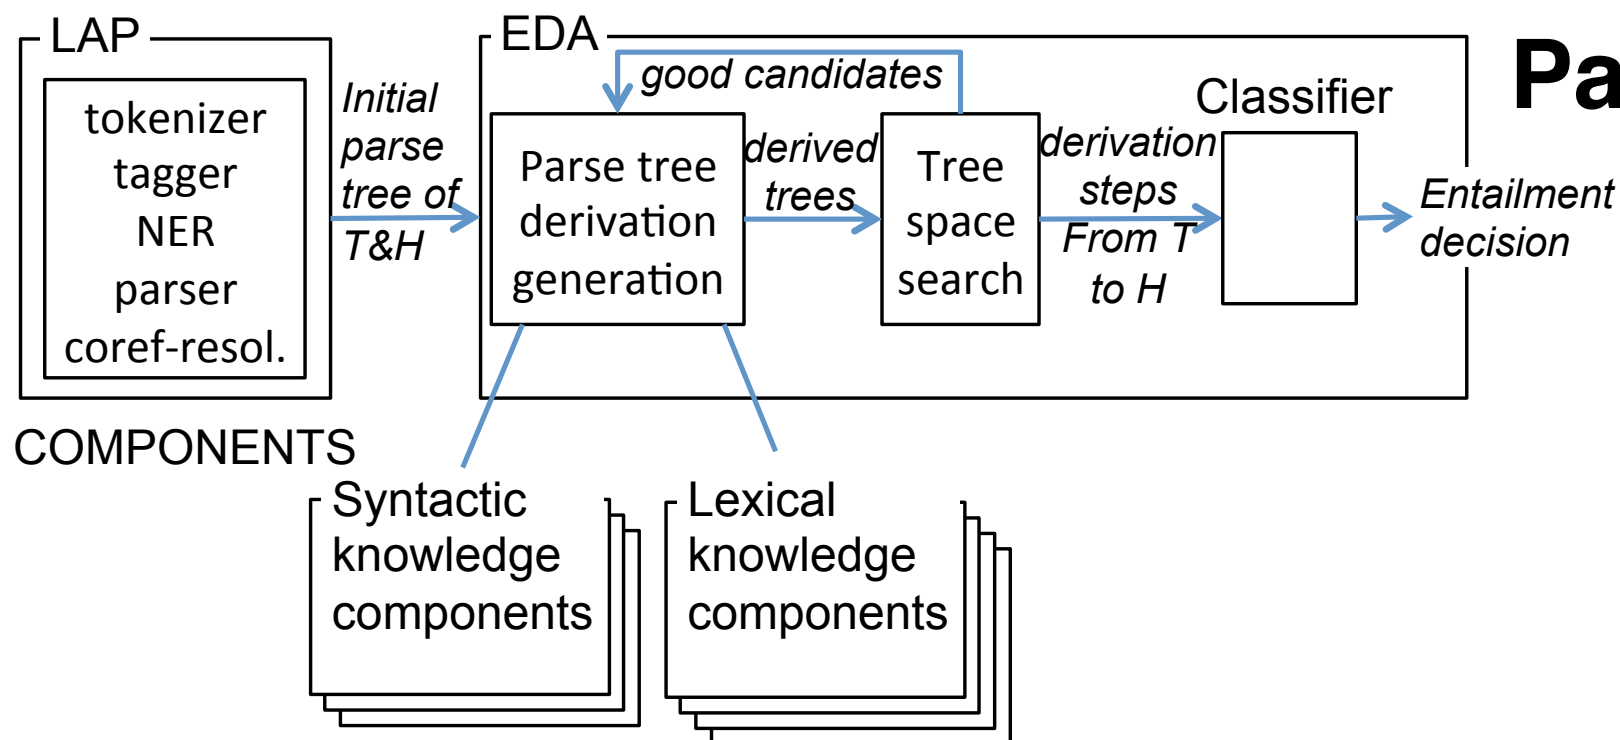 LAP
tokenizer
tagger
NER
parser
coref-resol.
Initial
parse
tree of
T&H
EDA
good candidates
Parse tree
derivation
generation
derived
trees
Tree
space
search
derivation
steps
From T
to H
Classifier
Entailment
decision
Pa
COMPONENTS
Syntactic
knowledge
components
Lexical
knowledge
components